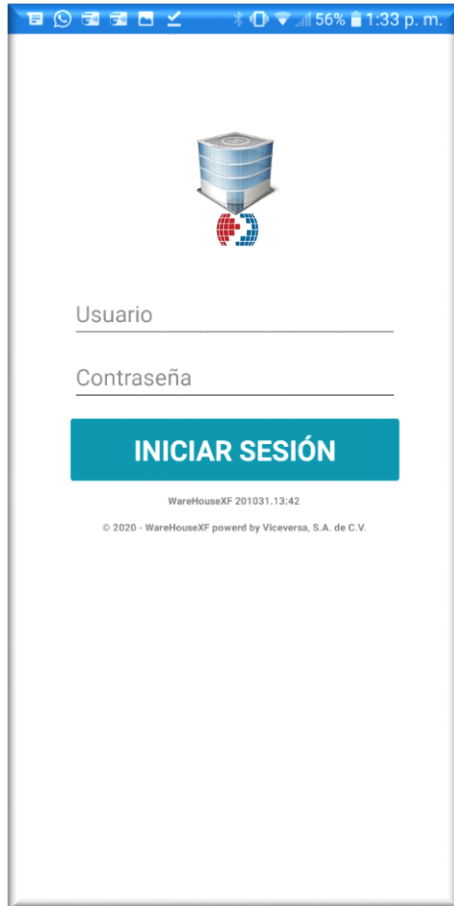 56% 1:33 p. m.
Usuario
Contraseña
INICIAR SESIÓN
WareHouseXF 201031.13:42
© 2020 - WareHouseXF powerd by Viceversa, S.A. de C.V.